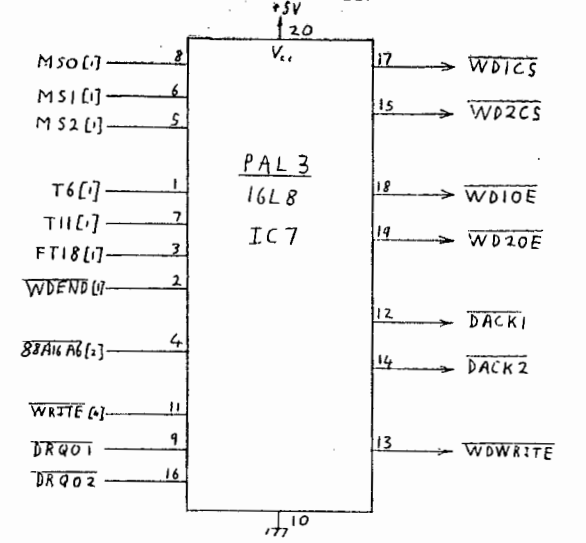 +5V
20
Vcc
MS0[1] 8
MS1[1] 6
MS2[1] 5
T6[1] 1
T11[1] 7
FT18[1] 3
WDEND[1] 2
88A16A6[2] 4
WRITE[4] 11
DRQ01 9
DRQ02 16
PAL 3
16L8
IC7
17 WD1CS
15 WD2CS
18 WD1OE
19 WD2OE
12 DACK1
14 DACK2
13 WDWRITE
10